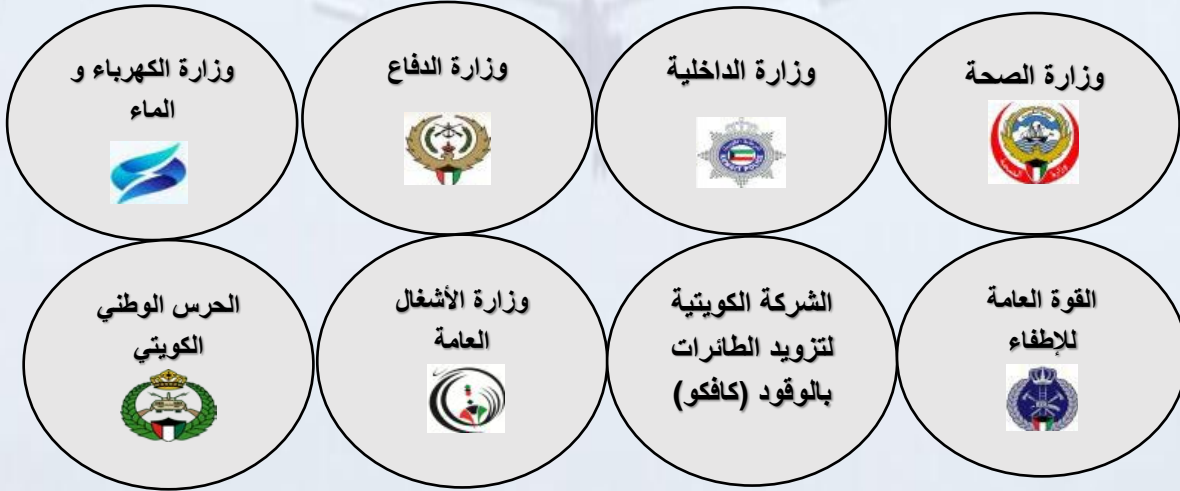 وزارة الصحة
وزارة الداخلية
وزارة الدفاع
وزارة الكهرباء و
الماء
القوة العامة
للإطفاء
الشركة الكويتية
لتزويد الطائرات
بالوقود (كافكو)
وزارة الأشغال
العامة
الحرس الوطني
الكويتي